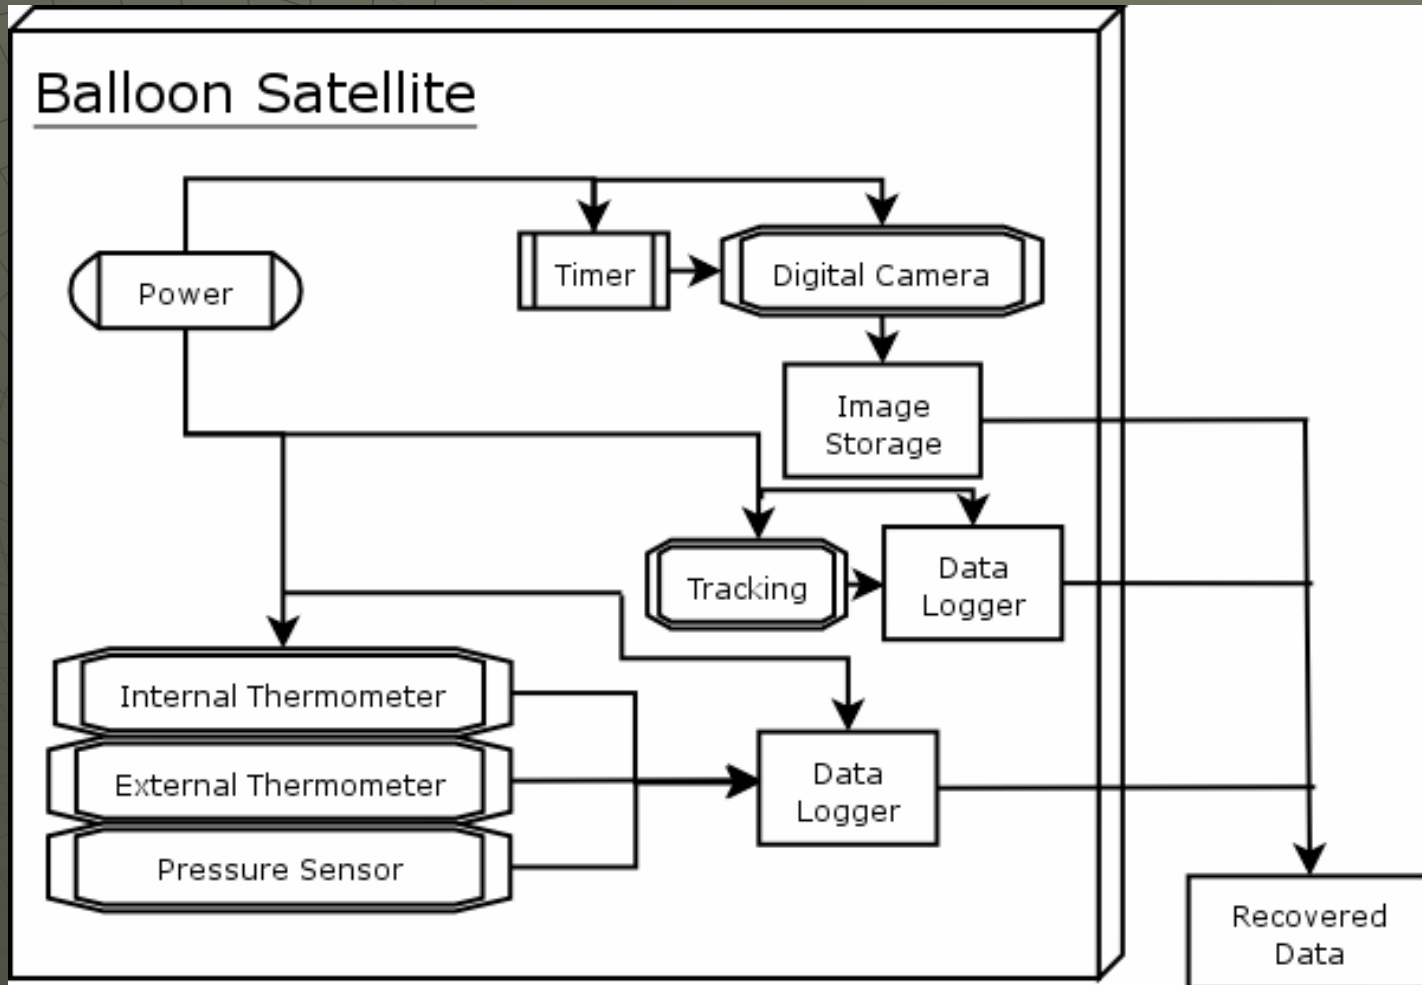 Balloon Satellite
Power
Timer
Digital Camera
Image
Storage
Tracking
Data
Logger
Internal Thermometer
External Thermometer
Pressure Sensor
Data
Logger
Recovered
Data